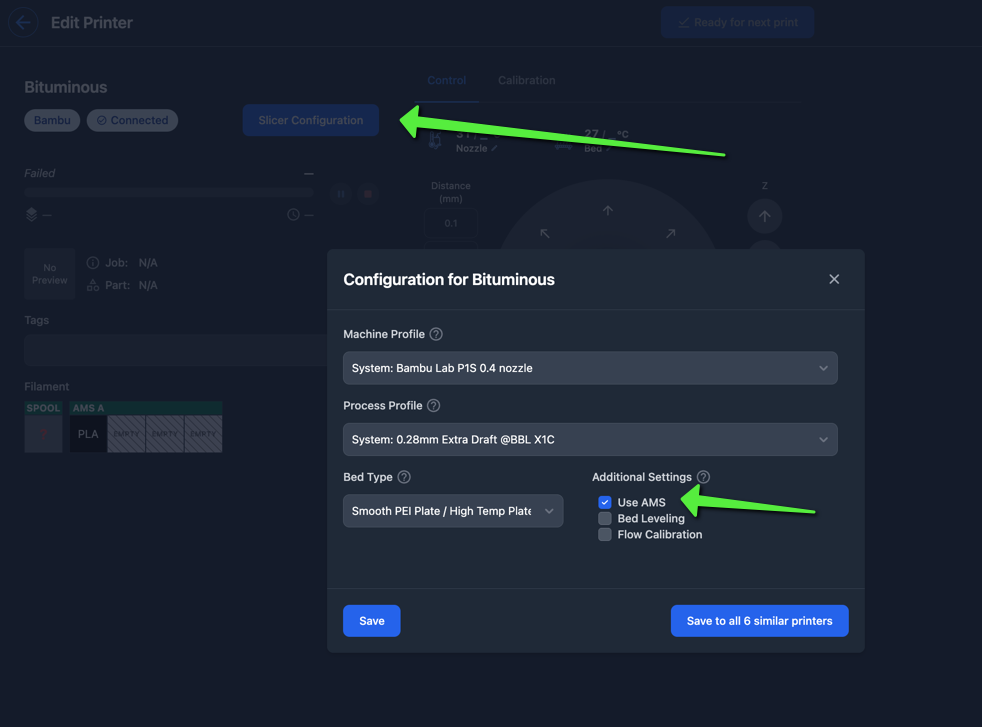 Edit Printer
Ready for next print
Bituminous
Bambu
Connected
Slicer Configuration
Control
Calibration
31 / _
Nozzle
27 / _ °C
Bed
Failed
—
—
—
Distance
(mm)
0.1
Z
No
Preview
Job: N/A
Part: N/A
Tags
Filament
SPOOL
AMS A
?
PLA
EMPTY
EMPTY
EMPTY
Configuration for Bituminous
Machine Profile
System: Bambu Lab P1S 0.4 nozzle
Process Profile
System: 0.28mm Extra Draft @BBL X1C
Bed Type
Smooth PEI Plate / High Temp Plate
Additional Settings
Use AMS
Bed Leveling
Flow Calibration
Save
Save to all 6 similar printers